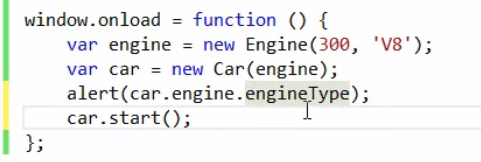 window.onload = function () {
    var engine = new Engine(300, 'V8');
    var car = new Car(engine);
    alert(car.engine.engineType);
    car.start();
};